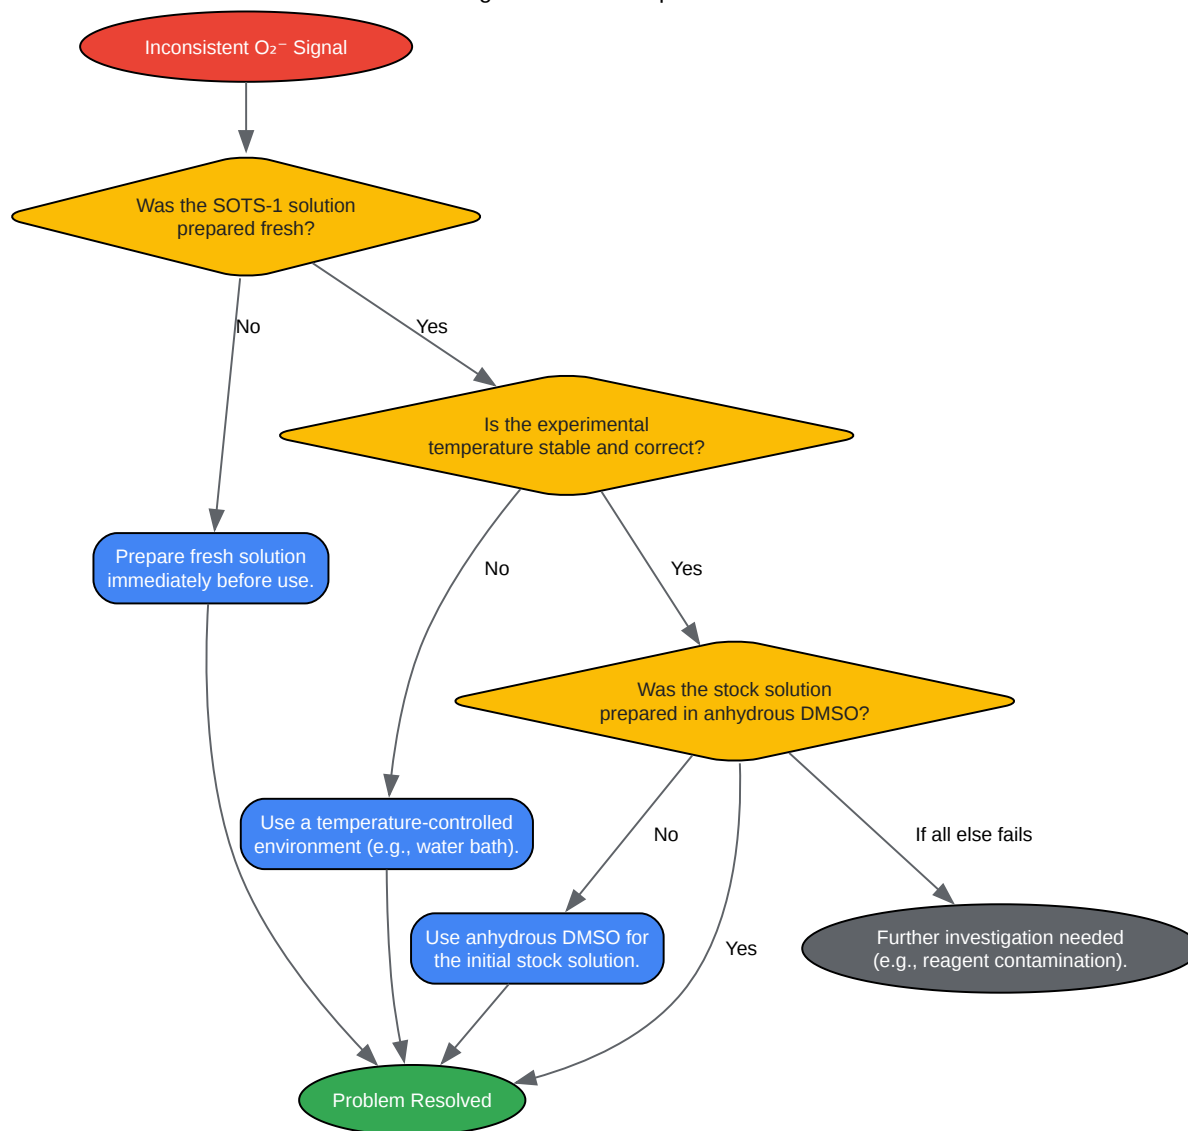 Inconsistent O₂⁻ Signal
Was the SOTS-1 solution
prepared fresh?
No
Yes
Is the experimental
temperature stable and correct?
Prepare fresh solution
immediately before use.
No
Yes
Was the stock solution
prepared in anhydrous DMSO?
Use a temperature-controlled
environment (e.g., water bath).
No
If all else fails
Use anhydrous DMSO for
the initial stock solution.
Yes
Further investigation needed
(e.g., reagent contamination).
Problem Resolved